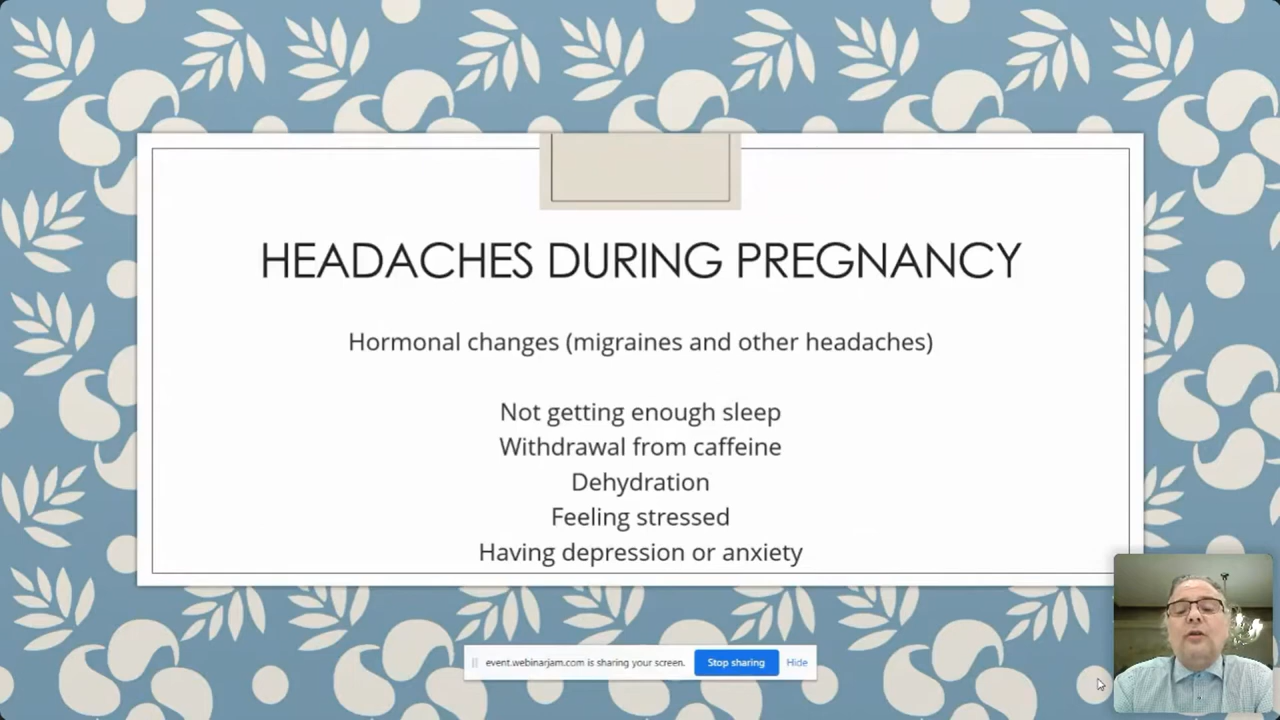 HEADACHES DURING PREGNANCY
Hormonal changes (migraines and other headaches)
Not getting enough sleep
Withdrawal from caffeine
Dehydration
Feeling stressed
Having depression or anxiety
event.webinarjam.com is sharing your screen. Stop sharing Hide